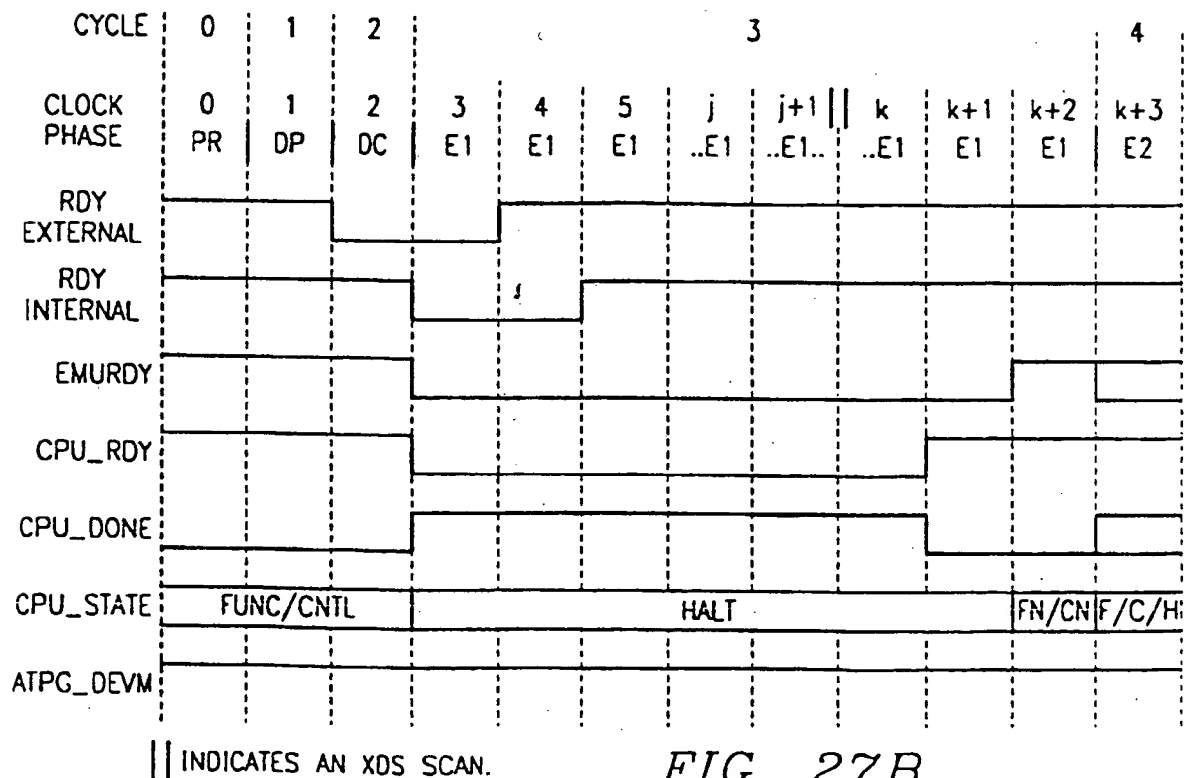 CYCLE 0 1 2 3 4
CLOCK PHASE 0 1 2 3 4 5 j j+1 || k k+1 k+2 k+3
PR DP DC E1 E1 E1 ..E1 ..E1.. ..E1 E1 E1 E2
RDY
EXTERNAL
RDY
INTERNAL
EMURDY
CPU_RDY
CPU_DONE
CPU_STATE FUNC/CNTL HALT FN/CN F/C/H
ATPG_DEVM
|| INDICATES AN XDS SCAN.
FIG. 27B